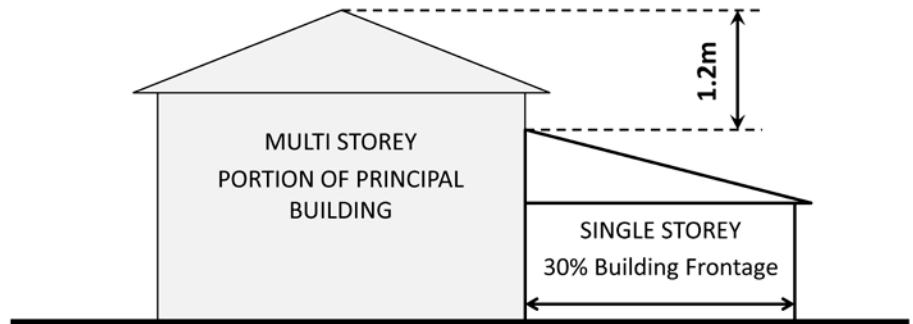 1.2m
MULTI STOREY
PORTION OF PRINCIPAL
BUILDING
SINGLE STOREY
30% Building Frontage